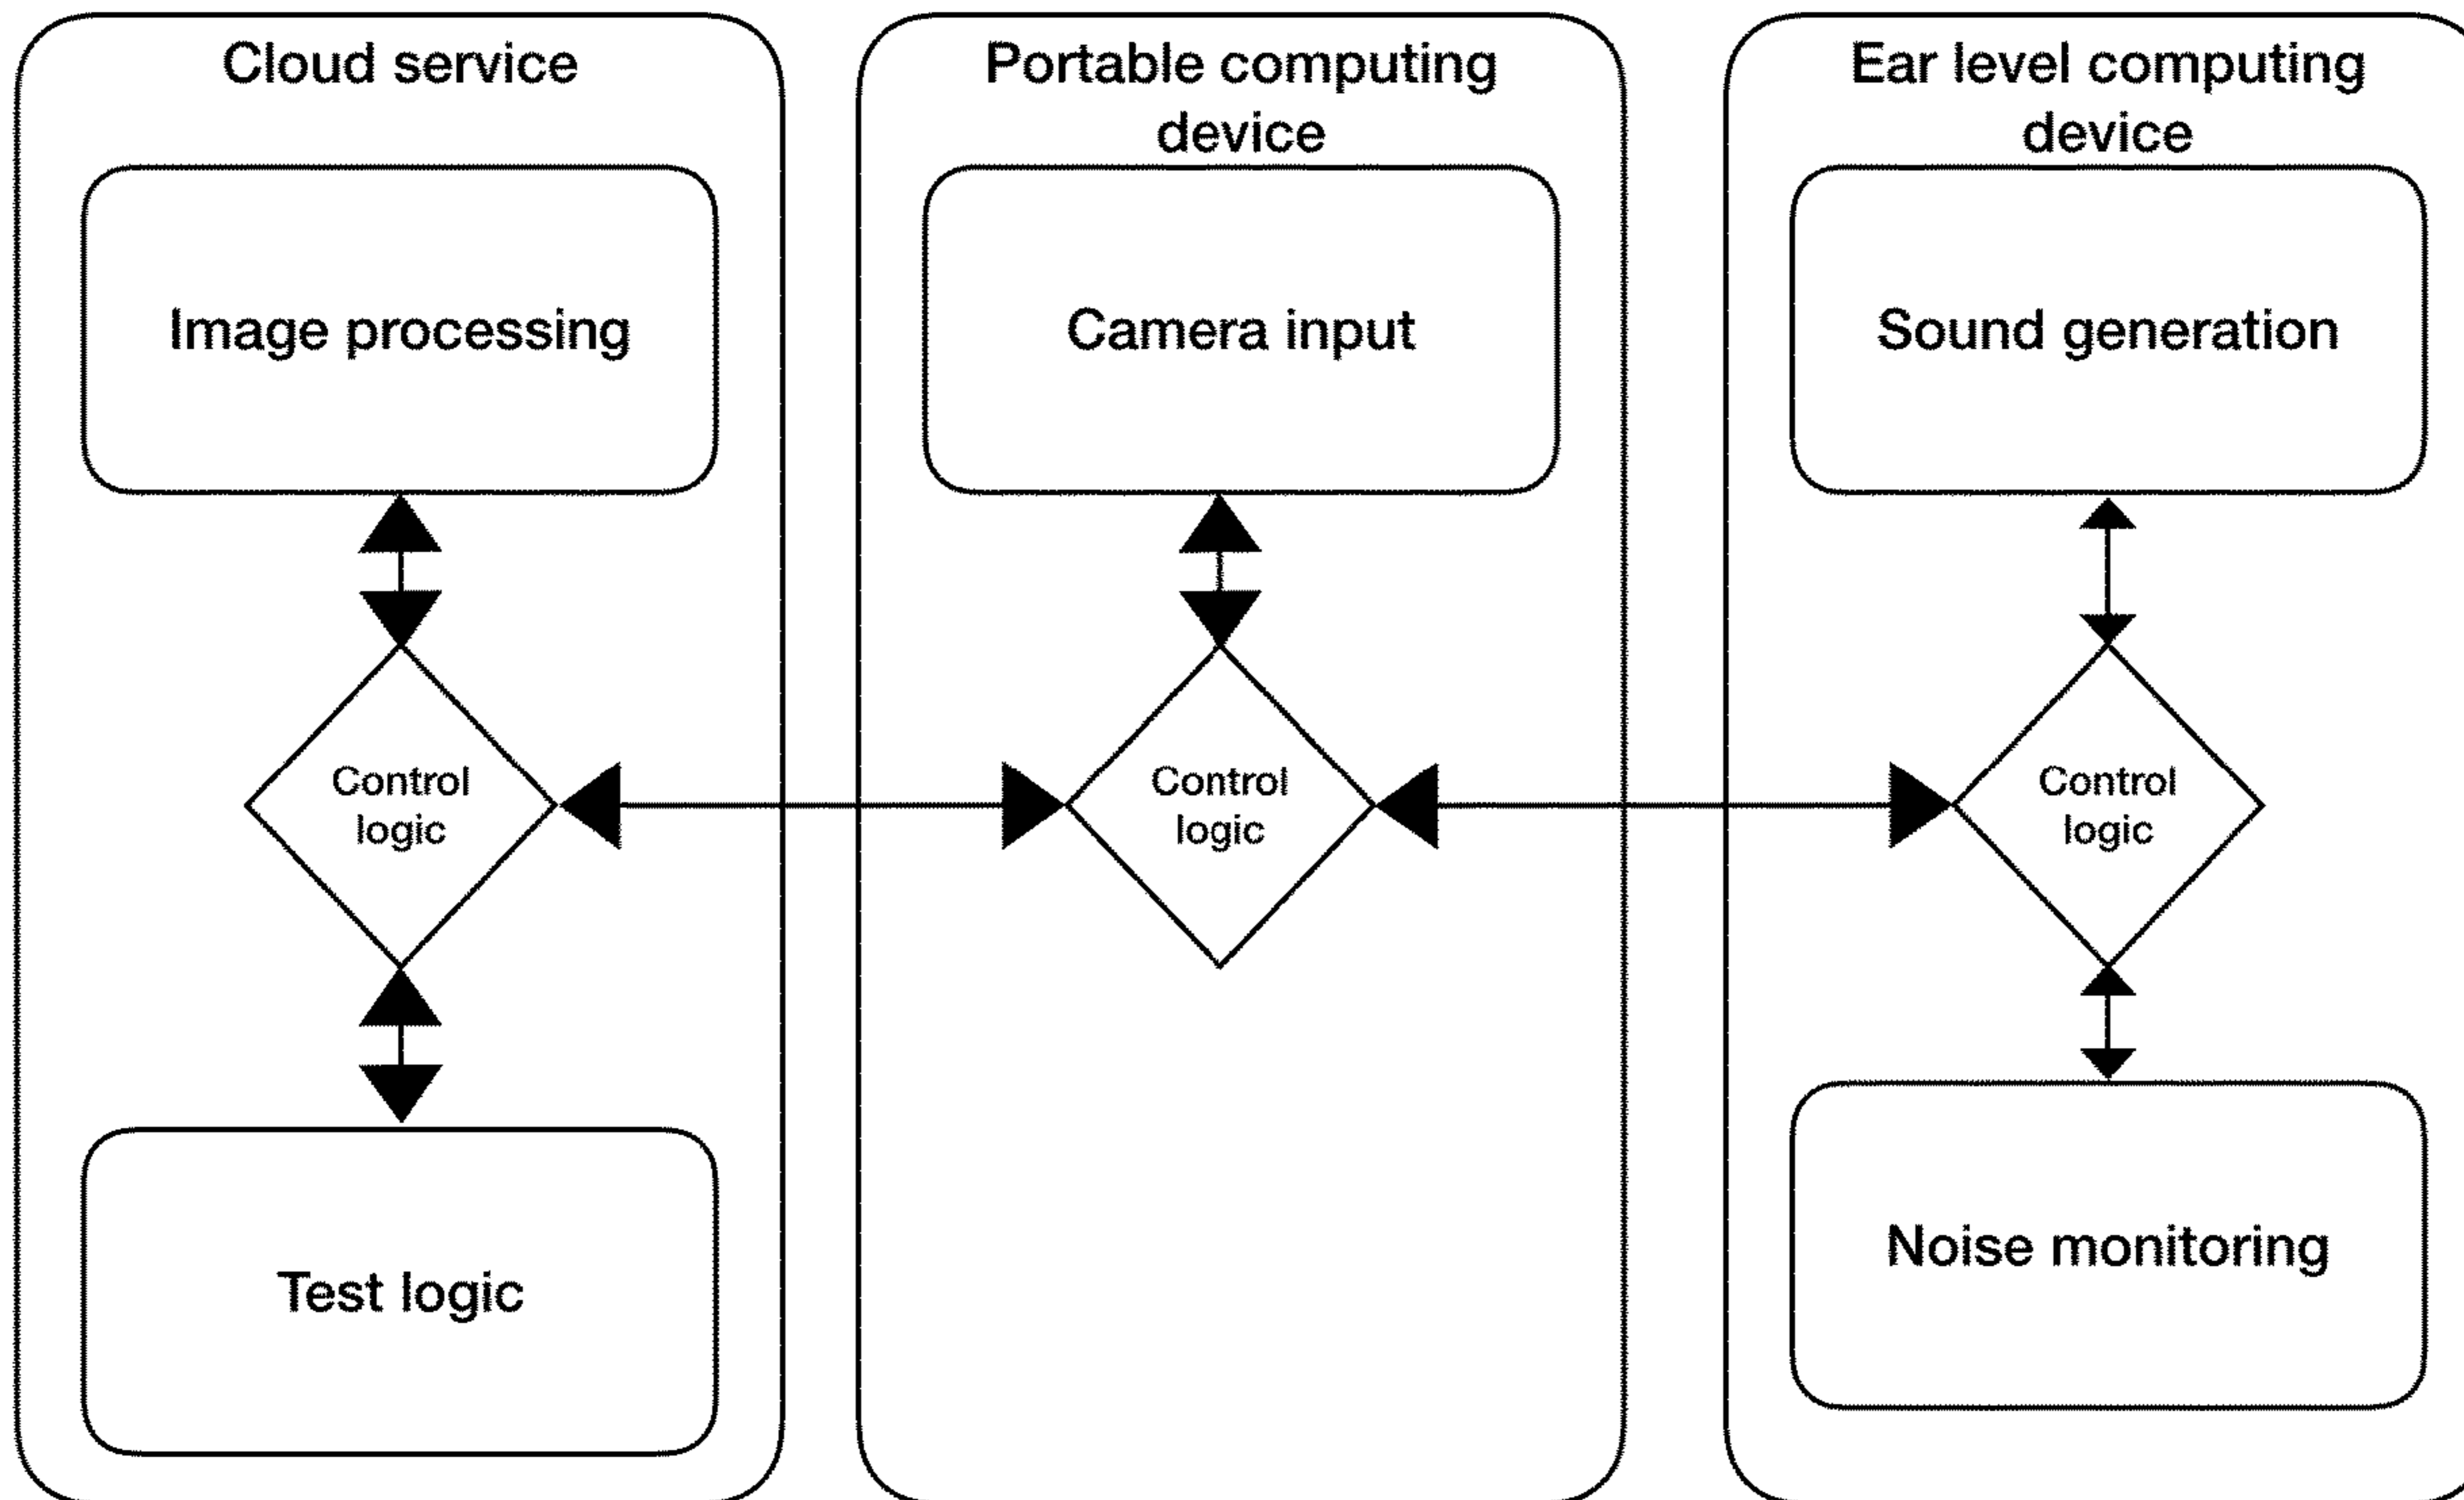 Cloud service
Image processing
Control
logic
Test logic
Portable computing
device
Camera input
Control
logic
Ear level computing
device
Sound generation
Control
logic
Noise monitoring